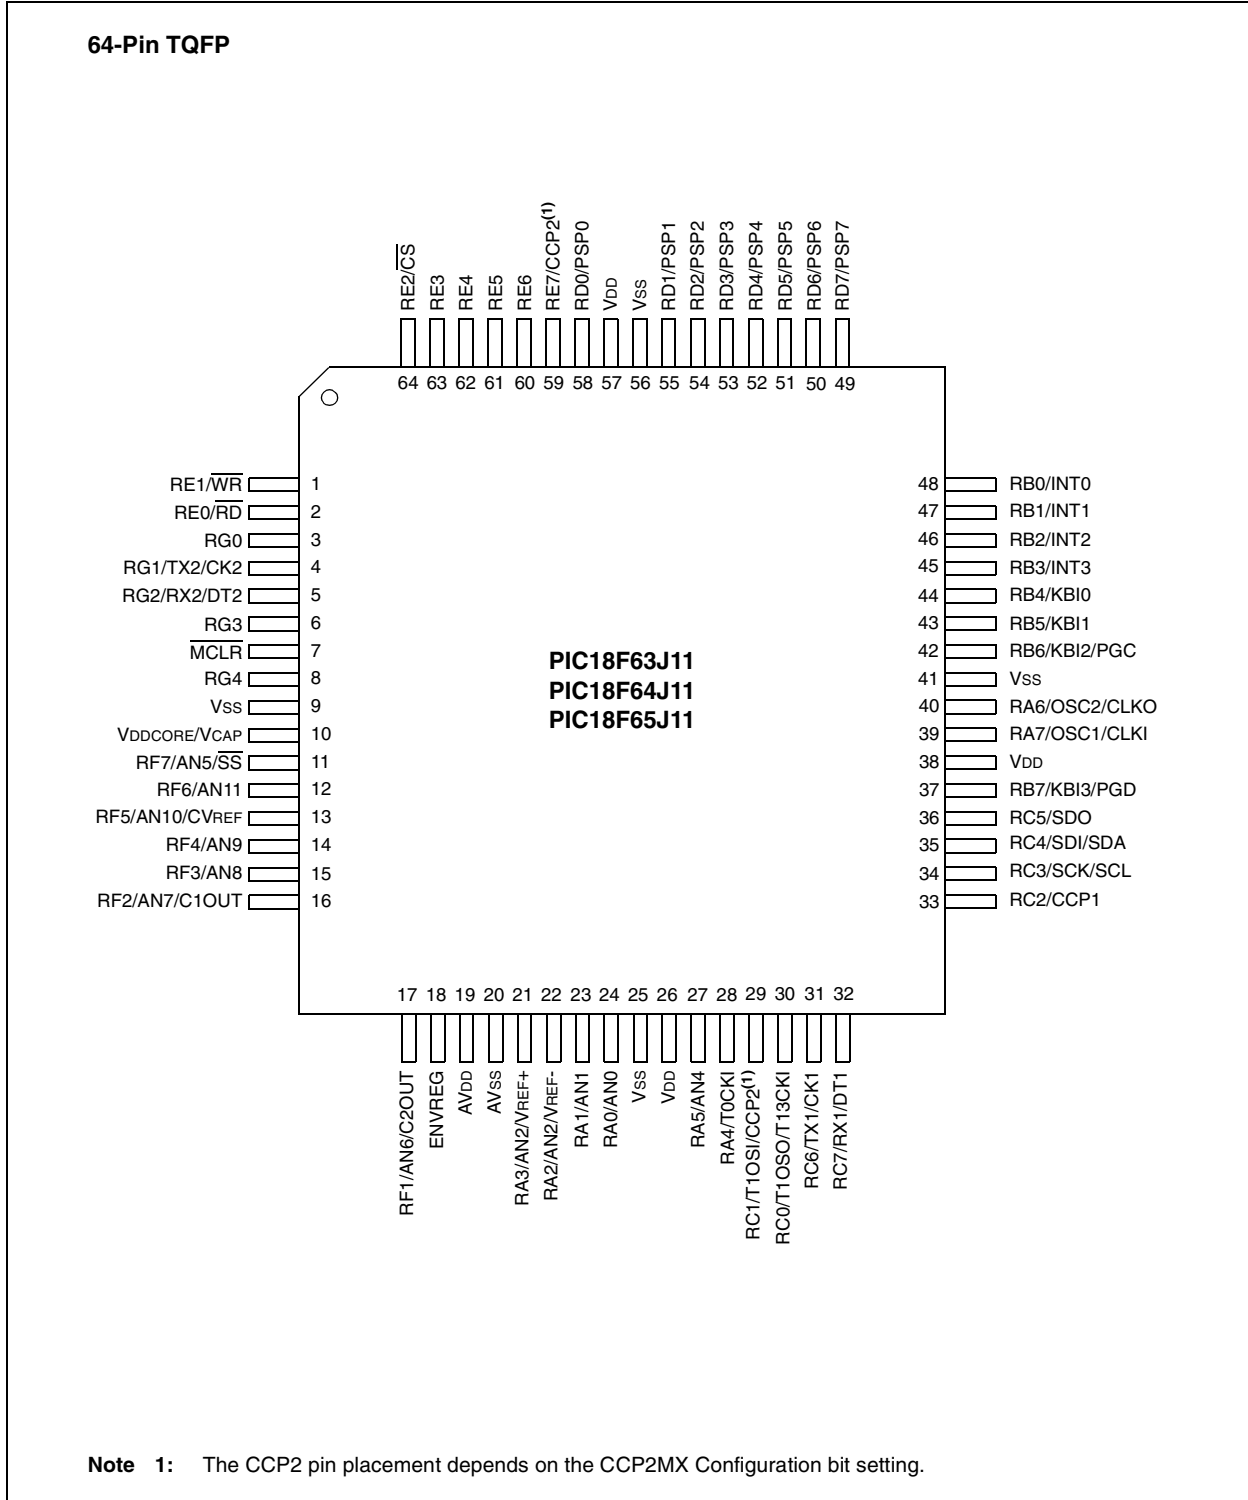 64-Pin TQFP
RE2/CS
RE3
RE4
RE5
RE6
RE7/CCP2(1)
RD0/PSP0
VDD
VSS
RD1/PSP1
RD2/PSP2
RD3/PSP3
RD4/PSP4
RD5/PSP5
RD6/PSP6
RD7/PSP7
64 63 62 61 60 59 58 57 56 55 54 53 52 51 50 49
RE1/WR 1
RE0/RD 2
RG0 3
RG1/TX2/CK2 4
RG2/RX2/DT2 5
RG3 6
MCLR 7
RG4 8
VSS 9
VDDCORE/VCAP 10
RF7/AN5/SS 11
RF6/AN11 12
RF5/AN10/CVREF 13
RF4/AN9 14
RF3/AN8 15
RF2/AN7/C1OUT 16
PIC18F63J11
PIC18F64J11
PIC18F65J11
48 RB0/INT0
47 RB1/INT1
46 RB2/INT2
45 RB3/INT3
44 RB4/KBI0
43 RB5/KBI1
42 RB6/KBI2/PGC
41 VSS
40 RA6/OSC2/CLKO
39 RA7/OSC1/CLKI
38 VDD
37 RB7/KBI3/PGD
36 RC5/SDO
35 RC4/SDI/SDA
34 RC3/SCK/SCL
33 RC2/CCP1
17 18 19 20 21 22 23 24 25 26 27 28 29 30 31 32
RF1/AN6/C2OUT
ENVREG
AVDD
AVSS
RA3/AN2/VREF+
RA2/AN2/VREF-
RA1/AN1
RA0/AN0
VSS
VDD
RA5/AN4
RA4/T0CKI
RC1/T1OSI/CCP2(1)
RC0/T1OSO/T13CKI
RC6/TX1/CK1
RC7/RX1/DT1
Note 1: The CCP2 pin placement depends on the CCP2MX Configuration bit setting.